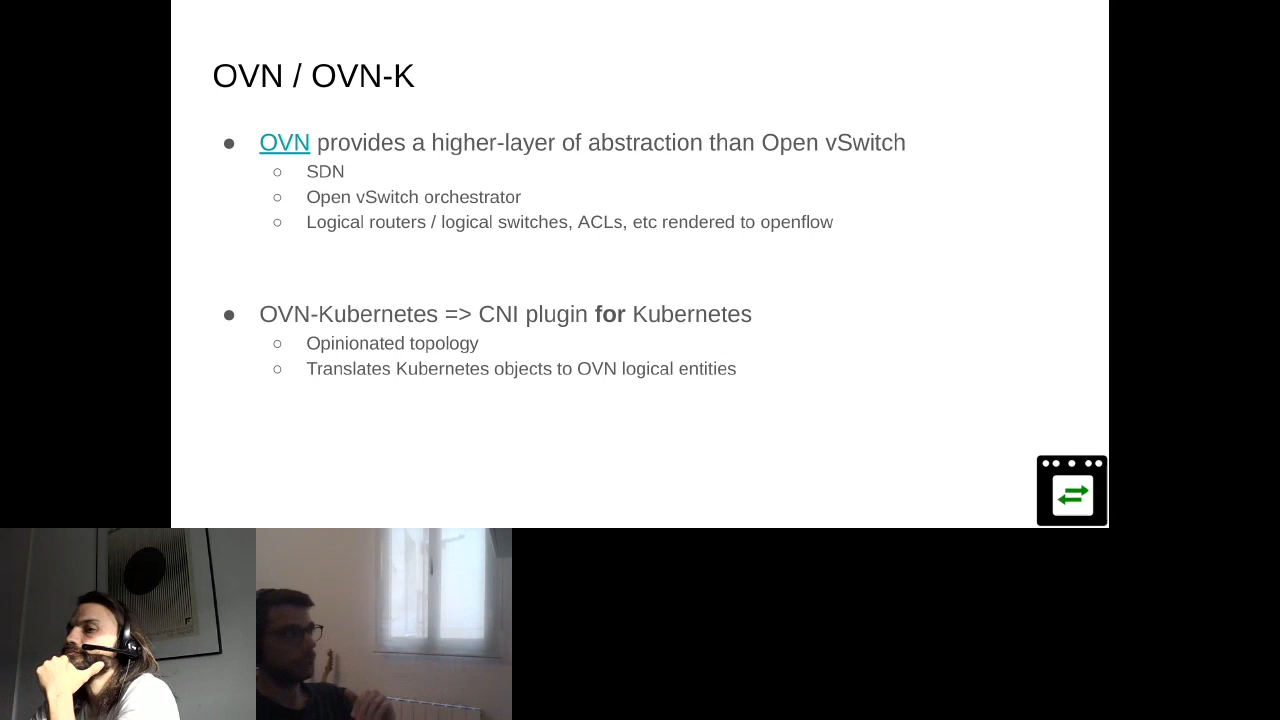 OVN / OVN-K
● OVN provides a higher-layer of abstraction than Open vSwitch
○ SDN
○ Open vSwitch orchestrator
○ Logical routers / logical switches, ACLs, etc rendered to openflow
● OVN-Kubernetes => CNI plugin for Kubernetes
○ Opinionated topology
○ Translates Kubernetes objects to OVN logical entities